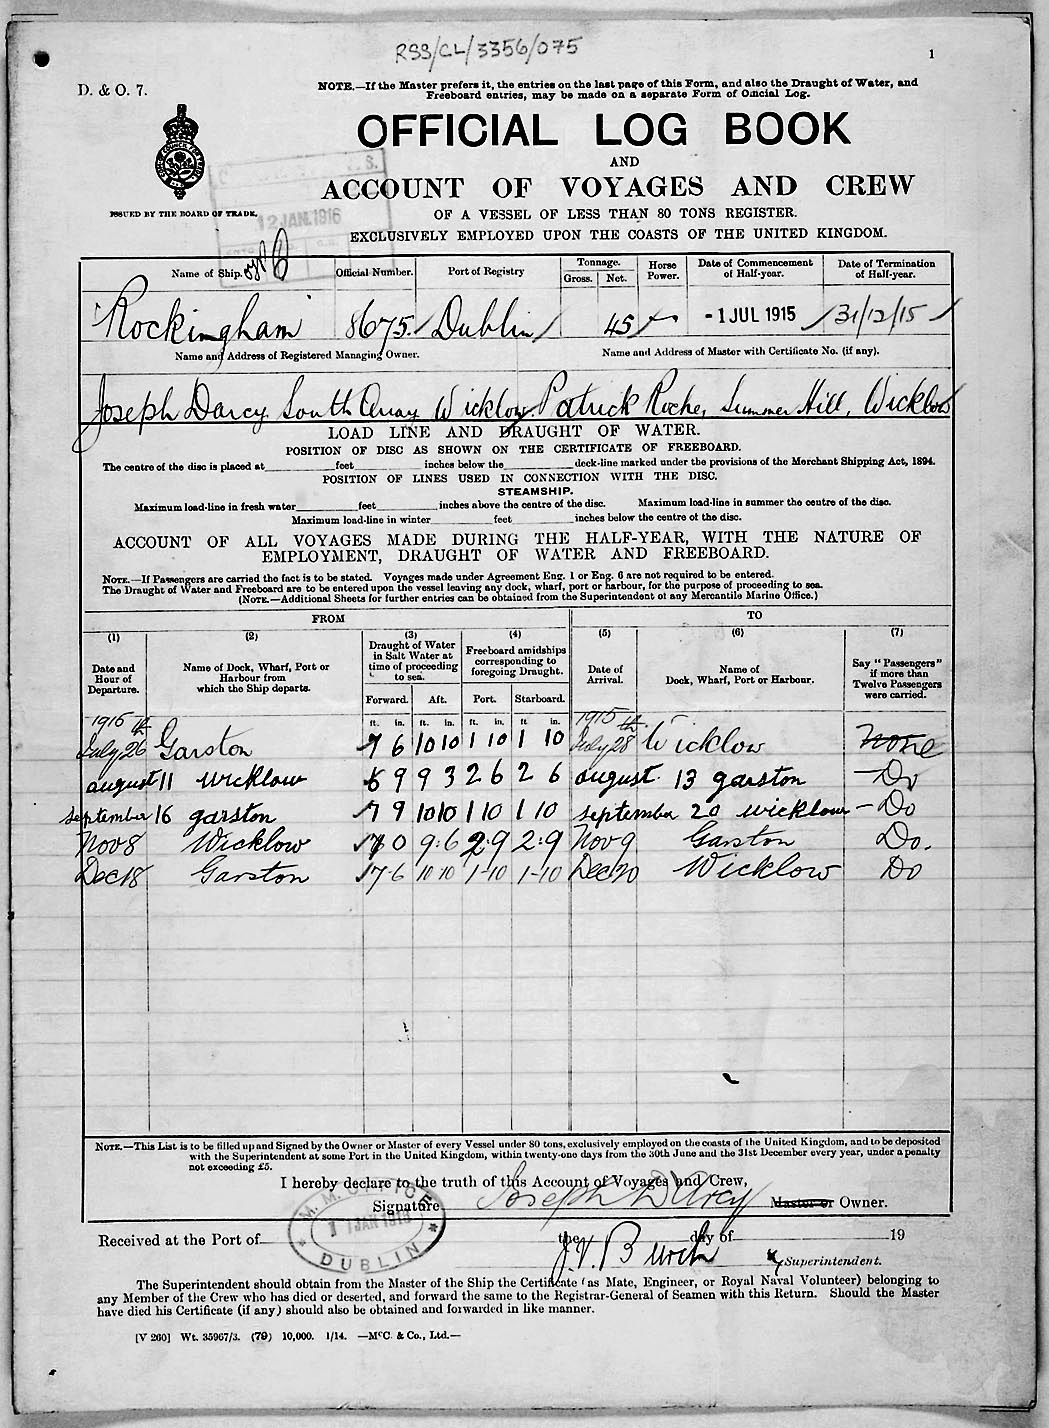 RSS/CL/3356/075
1
D. & O. 7.
NOTE.—If the Master prefers it, the entries on the last page of this Form, and also the Draught of Water, and
Freeboard entries, may be made on a separate Form of Official Log.
OFFICIAL LOG BOOK
AND
ACCOUNT OF VOYAGES AND CREW
ISSUED BY THE BOARD OF TRADE.
12 JAN. 1916
OF A VESSEL OF LESS THAN 80 TONS REGISTER.
EXCLUSIVELY EMPLOYED UPON THE COASTS OF THE UNITED KINGDOM.
Name of Ship. Official Number. Port of Registry Tonnage. Gross. Net. Horse Power. Date of Commencement of Half-year. Date of Termination of Half-year.
"Rockingham" 8675. Dublin 45 - 1 JUL 1915 31/12/15
Name and Address of Registered Managing Owner. Name and Address of Master with Certificate No. (if any).
Joseph Darcy South Quay Wicklow. Patrick Roche, Summer Hill, Wicklow
LOAD LINE AND DRAUGHT OF WATER.
POSITION OF DISC AS SHOWN ON THE CERTIFICATE OF FREEBOARD.
The centre of the disc is placed at feet inches below the deck-line marked under the provisions of the Merchant Shipping Act, 1894.
POSITION OF LINES USED IN CONNECTION WITH THE DISC.
STEAMSHIP.
Maximum load-line in fresh water feet inches above the centre of the disc. Maximum load-line in summer the centre of the disc.
Maximum load-line in winter feet inches below the centre of the disc.
ACCOUNT OF ALL VOYAGES MADE DURING THE HALF-YEAR, WITH THE NATURE OF
EMPLOYMENT, DRAUGHT OF WATER AND FREEBOARD.
NOTE.—If Passengers are carried the fact is to be stated. Voyages made under Agreement Eng. 1 or Eng. 6 are not required to be entered.
The Draught of Water and Freeboard are to be entered upon the vessel leaving any dock, wharf, port or harbour, for the purpose of proceeding to sea.
(NOTE.—Additional Sheets for further entries can be obtained from the Superintendent of any Mercantile Marine Office.)
FROM TO
(1) (2) (3) (4) (5) (6) (7)
Date and Hour of Departure. Name of Dock, Wharf, Port or Harbour from which the Ship departs. Draught of Water in Salt Water at time of proceeding to sea. Freeboard amidships corresponding to foregoing Draught. Date of Arrival. Name of Dock, Wharf, Port or Harbour. Say "Passengers" if more than Twelve Passengers were carried.
Forward. Aft. Port. Starboard.
ft. in. ft. in. ft. in. ft in.
1915 1915
July 26th Garston 7 6 10 10 1 10 1 10 July 28th Wicklow None
august 11 wicklow 6 9 9 3 2 6 2 6 august. 13 garston - Do
september 16 garston 7 9 10 10 1 10 1 10 september 20 wicklow - Do
Nov 8 Wicklow 7 0 9:6 2:9 2:9 Nov 9 Garston Do.
Dec 18 Garston 7-6 10 10 1-10 1-10 Dec 20 Wicklow Do
NOTE.—This List is to be filled up and Signed by the Owner or Master of every Vessel under 80 tons, exclusively employed on the coasts of the United Kingdom, and to be deposited
with the Superintendent at some Port in the United Kingdom, within twenty-one days from the 30th June and the 31st December every year, under a penalty
not exceeding £5.
I hereby declare to the truth of this Account of Voyages and Crew,
Signature Joseph D'Arcy Master or Owner.
M. M. OFFICE
JAN 1916
DUBLIN
Received at the Port of the day of 19
Superintendent.
The Superintendent should obtain from the Master of the Ship the Certificate (as Mate, Engineer, or Royal Naval Volunteer) belonging to
any Member of the Crew who has died or deserted, and forward the same to the Registrar-General of Seamen with this Return. Should the Master
have died his Certificate (if any) should also be obtained and forwarded in like manner.
[V 260] Wt. 35967/3. (79) 10,000. 1/14. —McC. & Co., Ltd.—